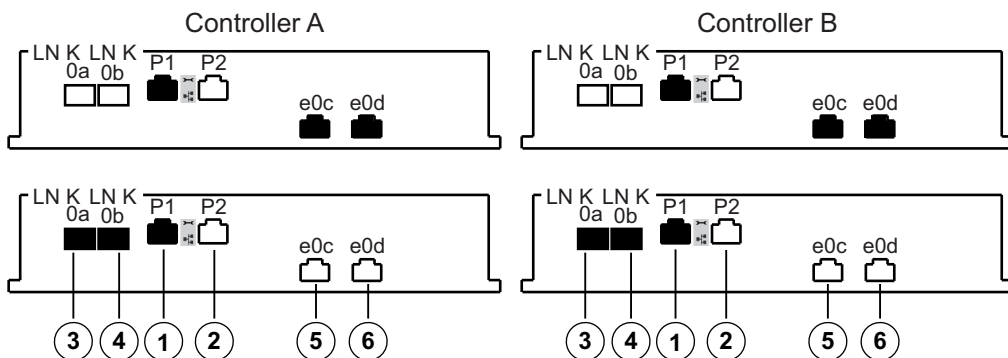 Controller A Controller B
LN K LN K P1 P2 LN K LN K P1 P2
0a 0b 0a 0b
e0c e0d e0c e0d
LN K LN K P1 P2 LN K LN K P1 P2
0a 0b 0a 0b
e0c e0d e0c e0d
3 4 1 2 5 6 3 4 1 2 5 6